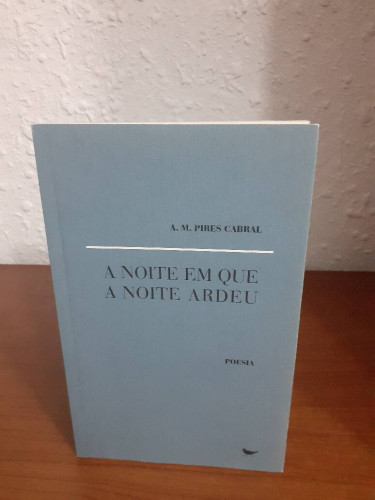 A. M. PIRES CABRAL
A NOITE EM QUE
A NOITE ARDEU
POESIA